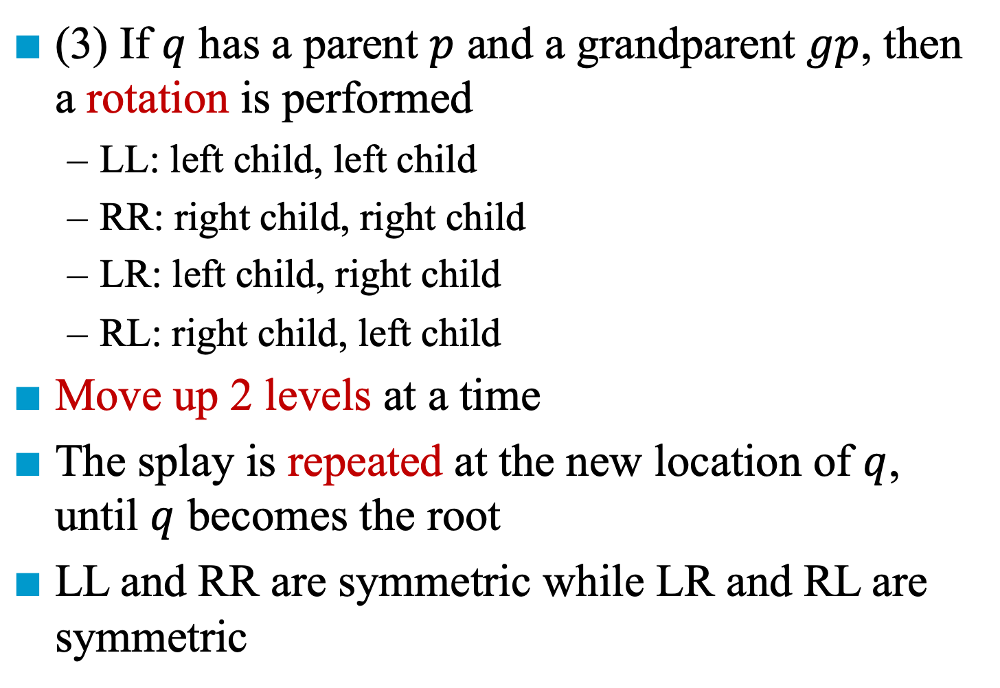 (3) If q has a parent p and a grandparent gp, then
a rotation is performed
– LL: left child, left child
– RR: right child, right child
– LR: left child, right child
– RL: right child, left child
Move up 2 levels at a time
The splay is repeated at the new location of q,
until q becomes the root
LL and RR are symmetric while LR and RL are
symmetric